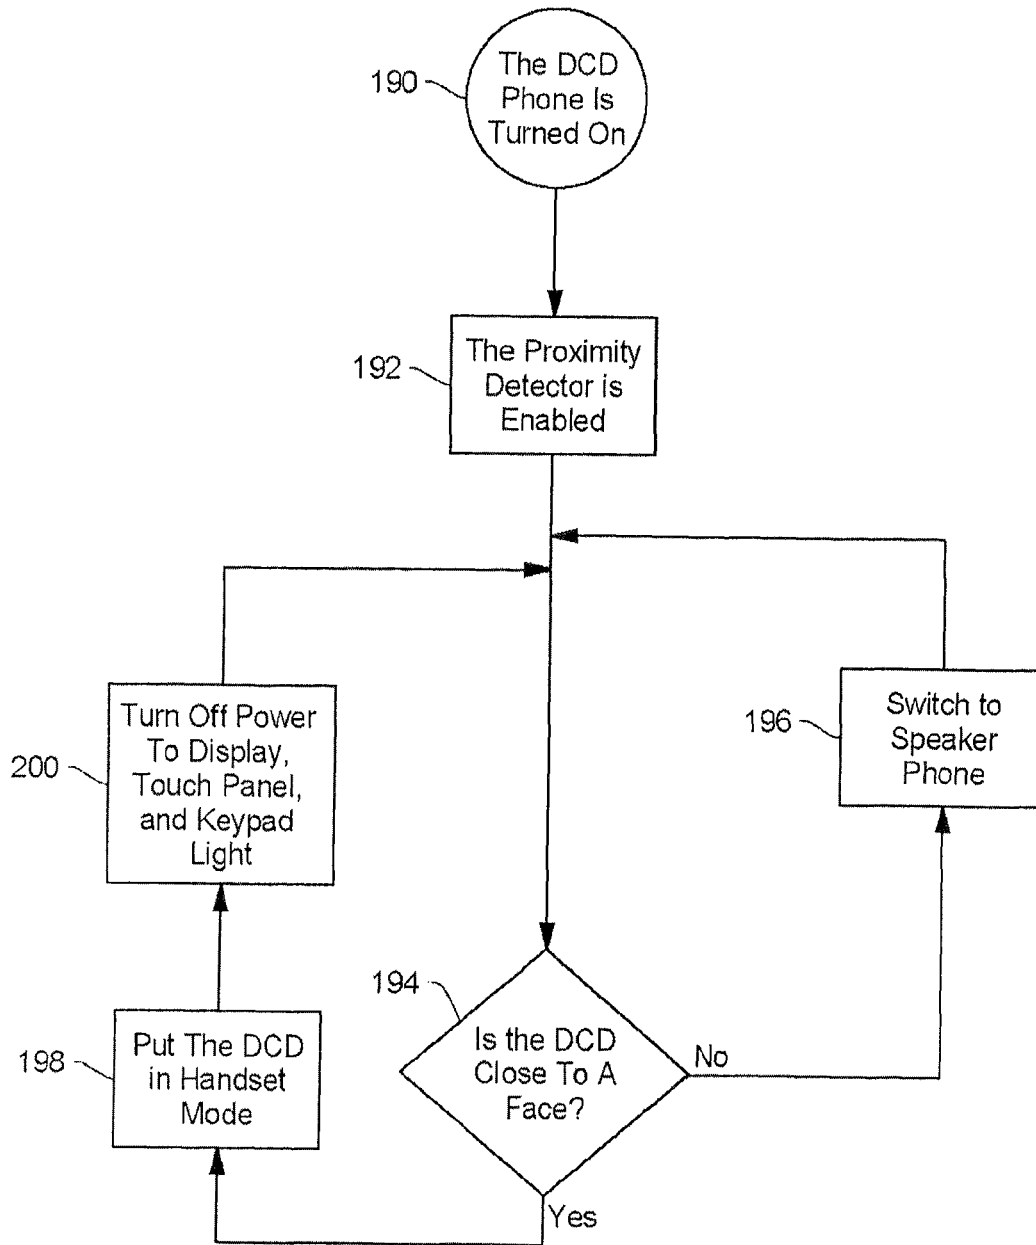 190
The DCD
Phone Is
Turned On
192
The Proximity
Detector is
Enabled
200
Turn Off Power
To Display,
Touch Panel,
and Keypad
Light
196
Switch to
Speaker
Phone
194
Is the DCD
Close To A
Face?
No
198
Put The DCD
in Handset
Mode
Yes